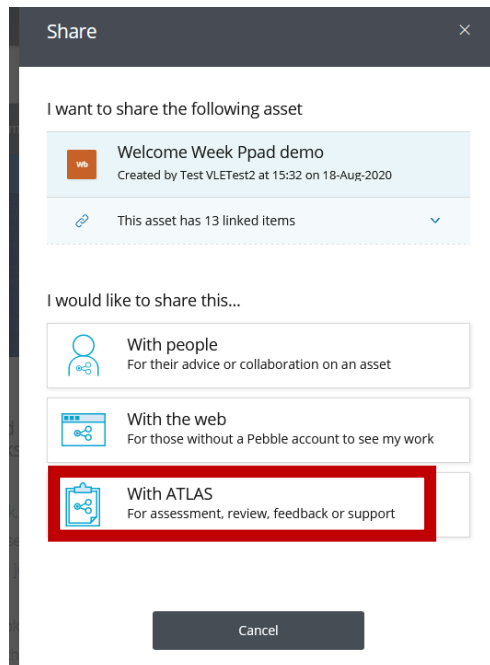 Share
I want to share the following asset
Wb
Welcome Week Ppad demo
Created by Test VLETest2 at 15:32 on 18-Aug-2020
This asset has 13 linked items
I would like to share this...
With people
For their advice or collaboration on an asset
With the web
For those without a Pebble account to see my work
With ATLAS
For assessment, review, feedback or support
Cancel